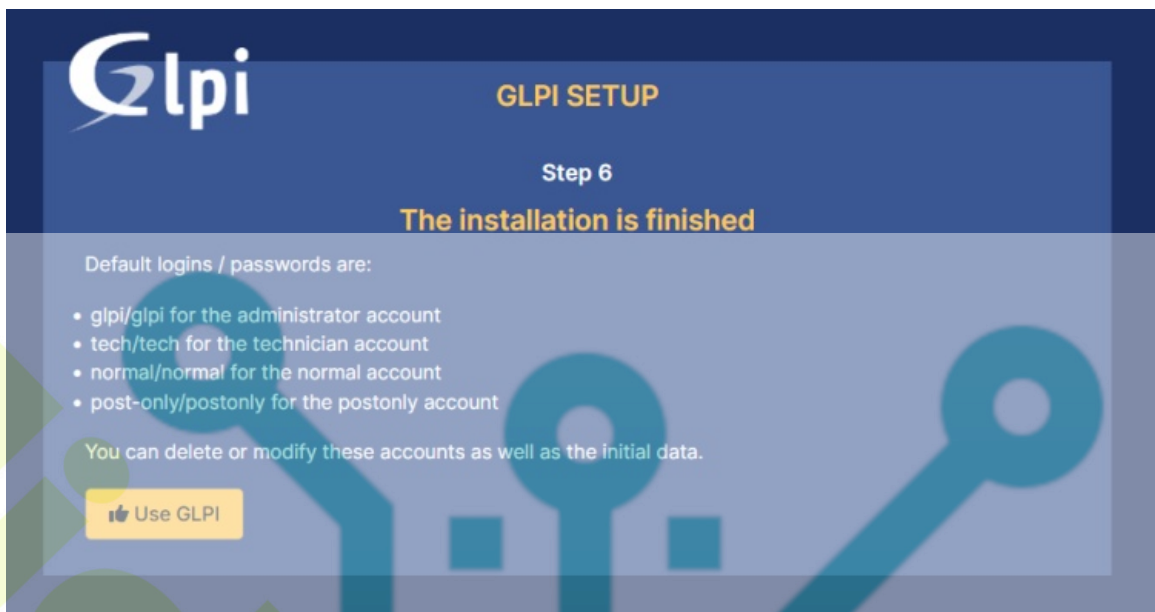 Glpi
GLPI SETUP
Step 6
The installation is finished
Default logins / passwords are:
• glpi/glpi for the administrator account
• tech/tech for the technician account
• normal/normal for the normal account
• post-only/postonly for the postonly account
You can delete or modify these accounts as well as the initial data.
Use GLPI